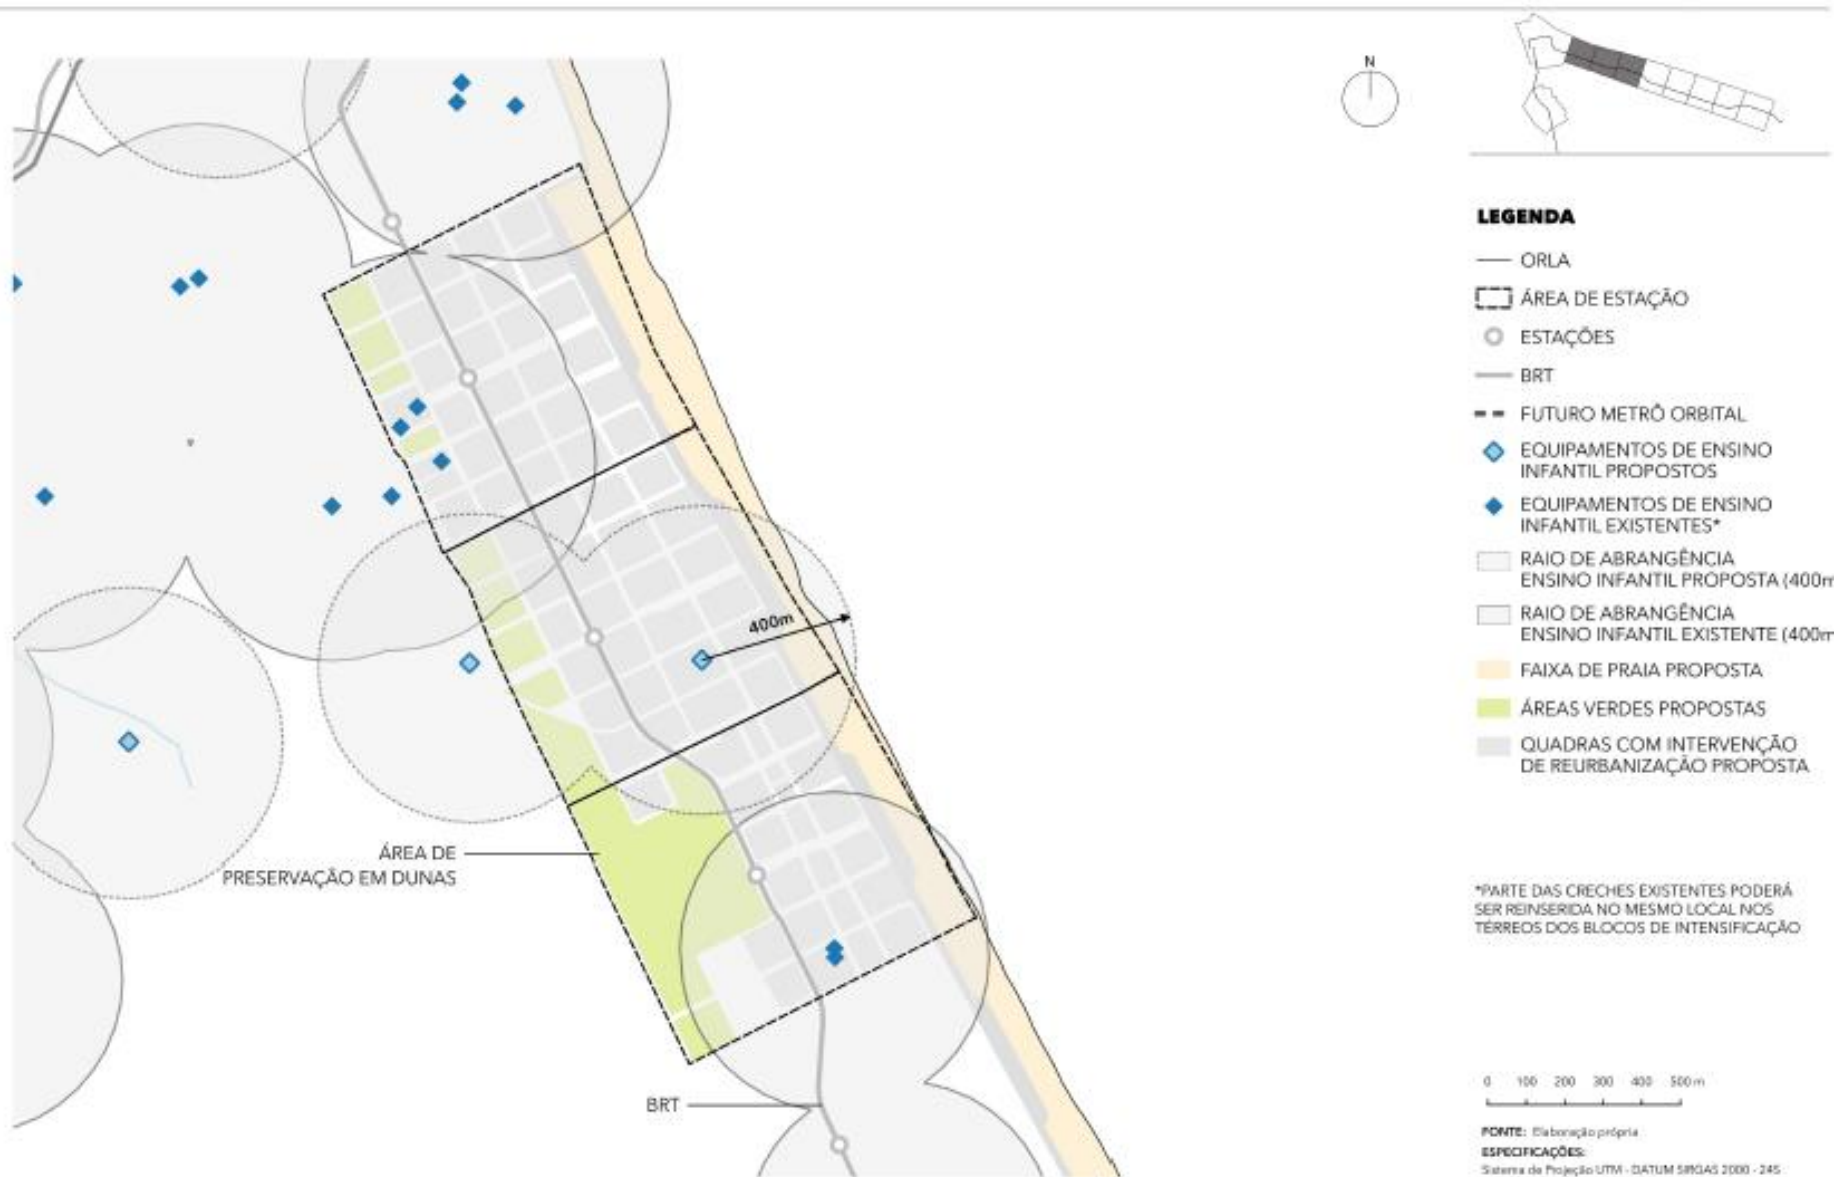 N
LEGENDA
ORLA
ÁREA DE ESTAÇÃO
ESTAÇÕES
BRT
FUTURO METRÔ ORBITAL
EQUIPAMENTOS DE ENSINO
INFANTIL PROPOSTOS
EQUIPAMENTOS DE ENSINO
INFANTIL EXISTENTES*
RAIO DE ABRANGÊNCIA
ENSINO INFANTIL PROPOSTA (400m
RAIO DE ABRANGÊNCIA
ENSINO INFANTIL EXISTENTE (400m
FAIXA DE PRAIA PROPOSTA
ÁREAS VERDES PROPOSTAS
QUADRAS COM INTERVENÇÃO
DE REURBANIZAÇÃO PROPOSTA
400m
ÁREA DE
PRESERVAÇÃO EM DUNAS
BRT
*PARTE DAS CRECHES EXISTENTES PODERÁ
SER REINSERIDA NO MESMO LOCAL NOS
TÉRREOS DOS BLOCOS DE INTENSIFICAÇÃO
0 100 200 300 400 500 m
FONTE: Elaboração própria
ESPECIFICAÇÕES:
Sistema de Projeção UTM - DATUM SIRGAS 2000 - 24S